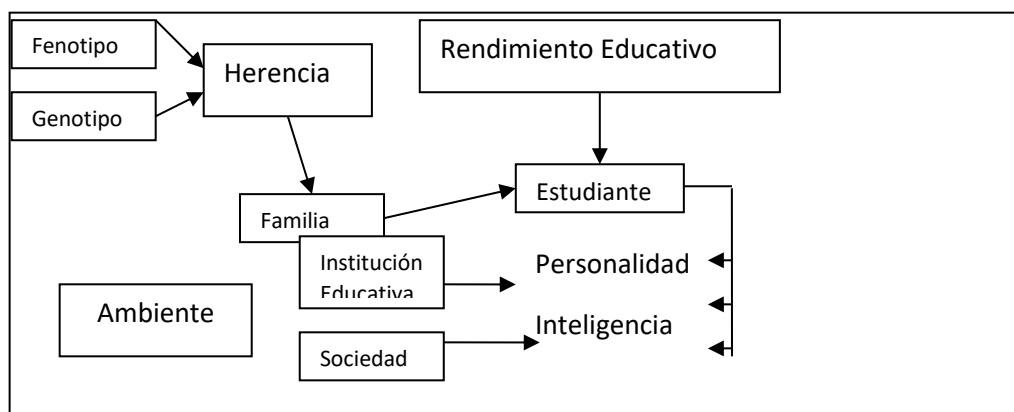 Fenotipo
Rendimiento Educativo
Herencia
Genotipo
Estudiante
Familia
Institución
Educativa
Personalidad
Ambiente
Inteligencia
Sociedad